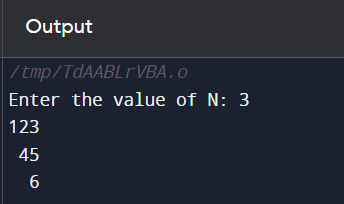 Output
/tmp/TdAABLrVBA.o
Enter the value of N: 3
123
 45
  6